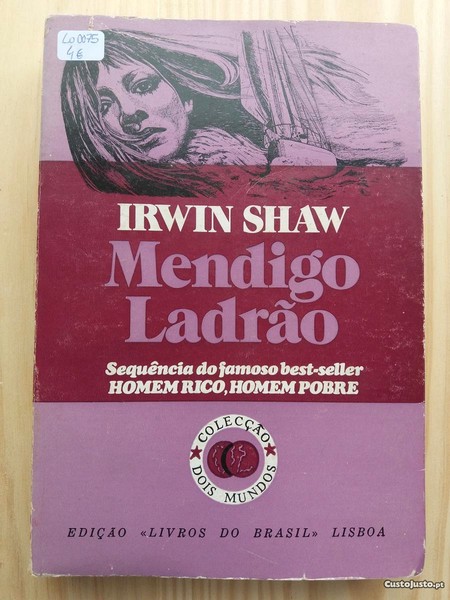 LO0075
4€
IRWIN SHAW
Mendigo
Ladrão
Sequência do famoso best-seller
HOMEM RICO, HOMEM POBRE
COLECÇÃO
DOIS MUNDOS
EDIÇÃO «LIVROS DO BRASIL» LISBOA
CustoJusto.pt